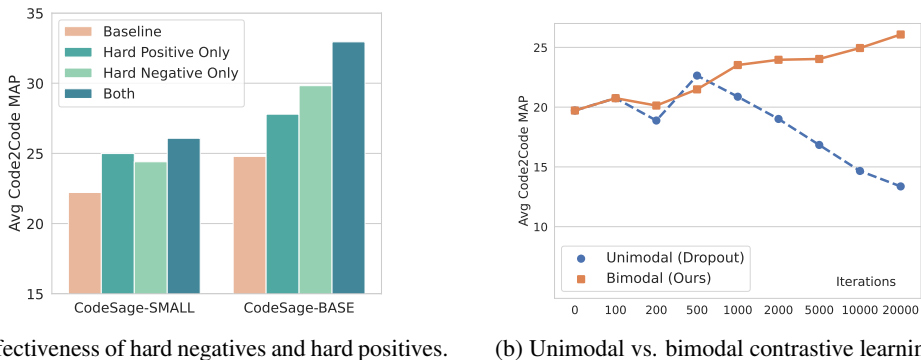 35
30
25
20
15
Avg Code2Code MAP
Baseline
Hard Positive Only
Hard Negative Only
Both
CodeSage-SMALL
CodeSage-BASE
25
20
15
10
Avg Code2Code MAP
Unimodal (Dropout)
Bimodal (Ours)
Iterations
0 100 200 500 1000 2000 5000 10000 20000
fectiveness of hard negatives and hard positives.
(b) Unimodal vs. bimodal contrastive learnin